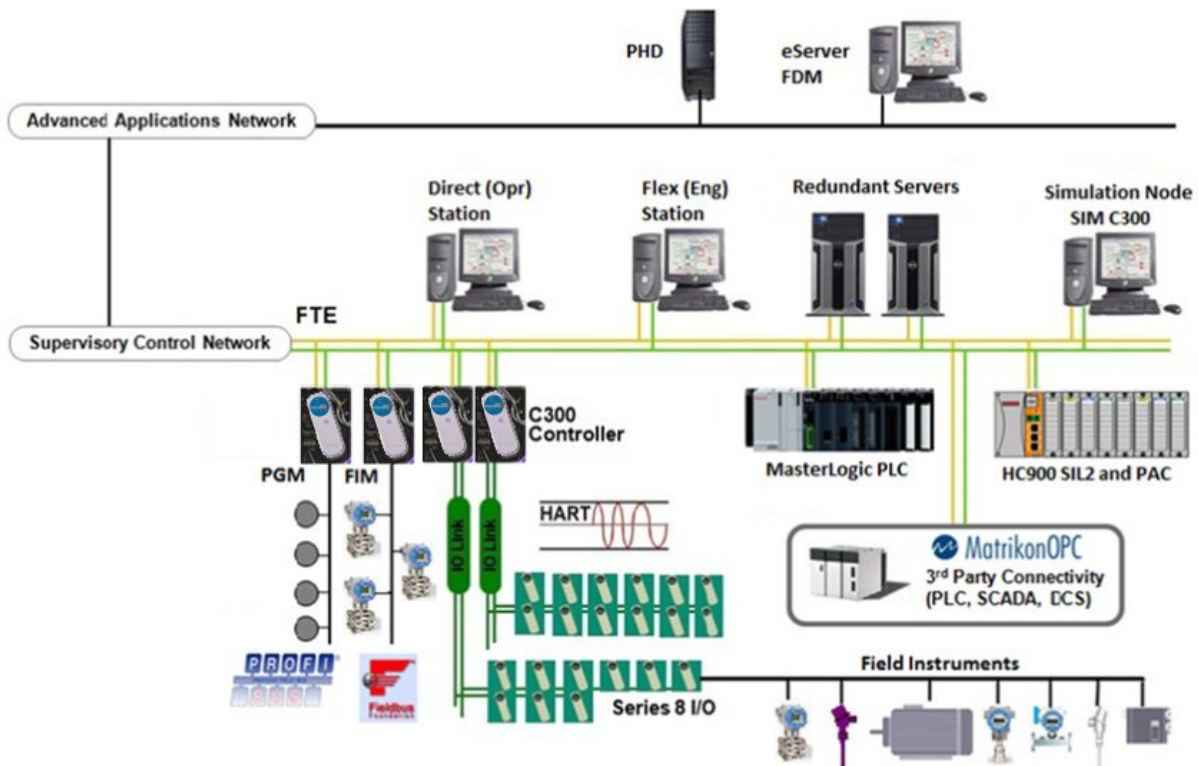 PHD
eServer
FDM
Advanced Applications Network
Direct (Opr)
Station
Flex (Eng)
Station
Redundant Servers
Simulation Node
SIM C300
FTE
Supervisory Control Network
C300
Controller
MasterLogic PLC
HC900 SIL2 and PAC
PGM
FIM
HART
IO Link
IO Link
MatrikonOPC
3rd Party Connectivity
(PLC, SCADA, DCS)
PROFI
BUS
Fieldbus
Foundation
Series 8 I/O
Field Instruments